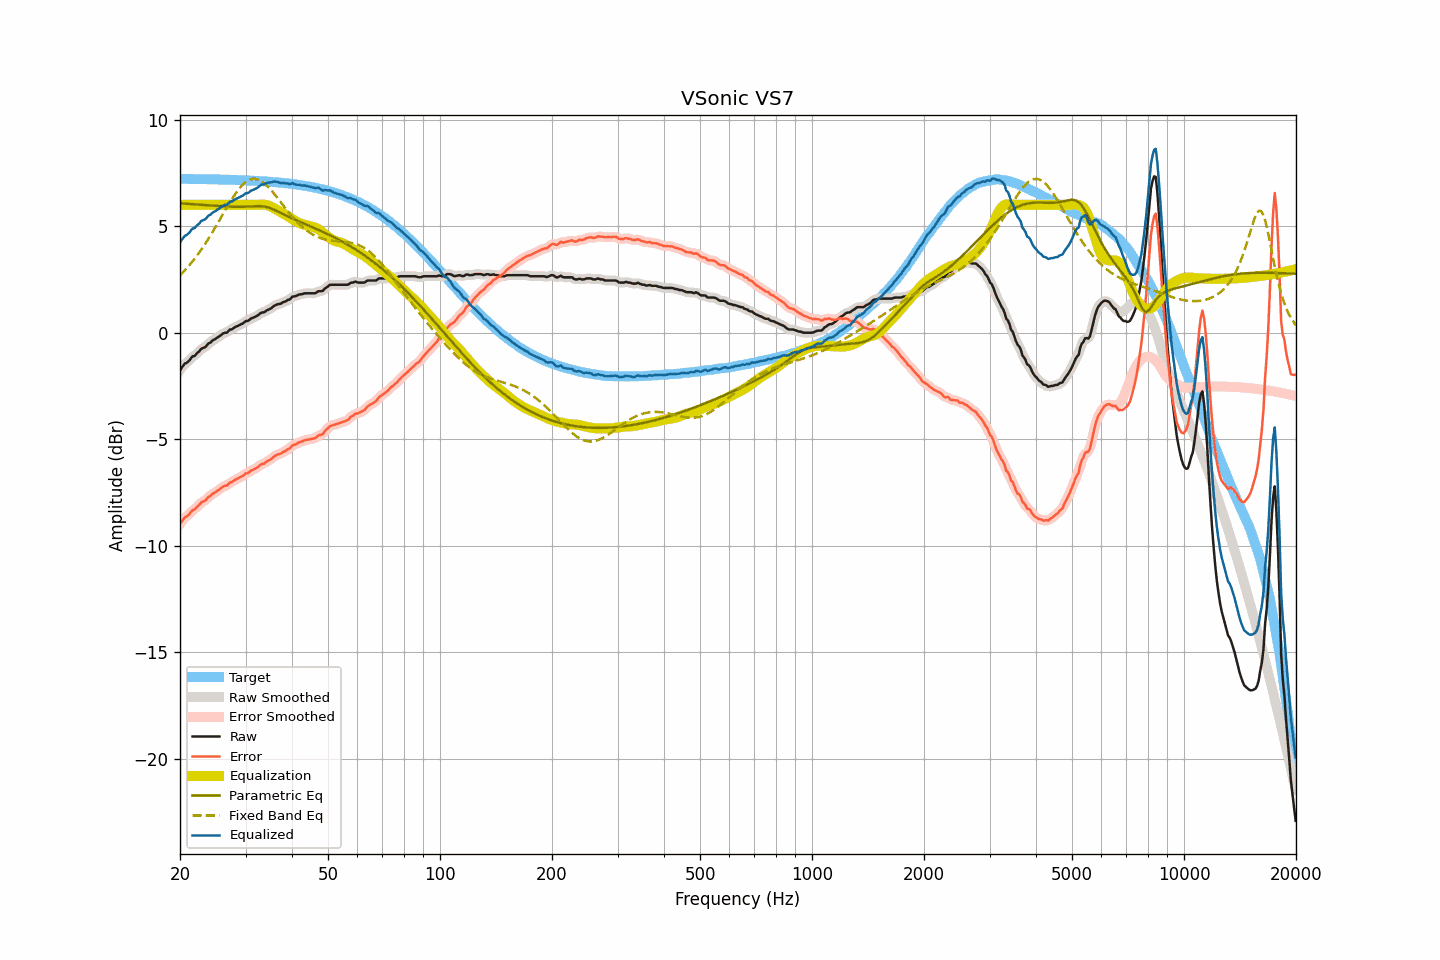 VSonic VS7
Amplitude (dBr)
10
5
0
−5
−10
−15
−20
Target
Raw Smoothed
Error Smoothed
Raw
Error
Equalization
Parametric Eq
Fixed Band Eq
Equalized
20 50 100 200 500 1000 2000 5000 10000 20000
Frequency (Hz)